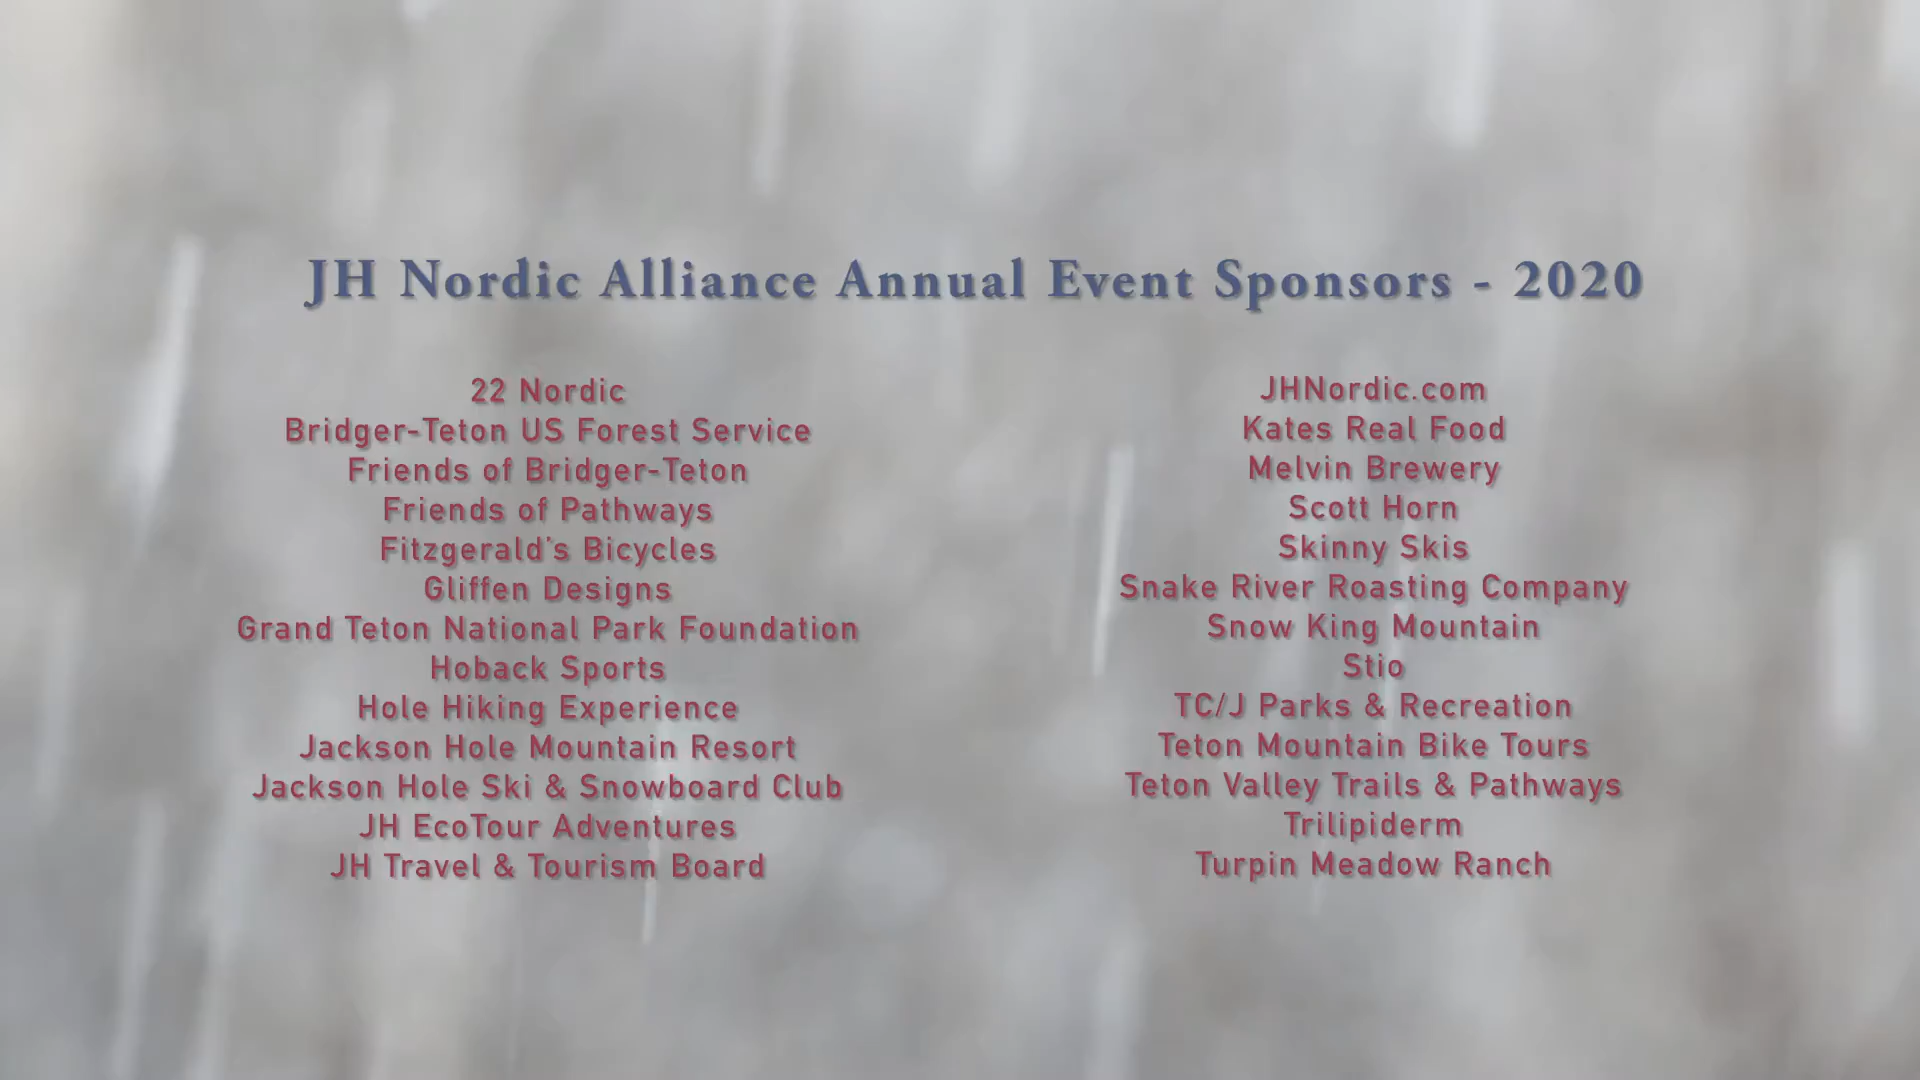 JH Nordic Alliance Annual Event Sponsors - 2020
22 Nordic
Bridger-Teton US Forest Service
Friends of Bridger-Teton
Friends of Pathways
Fitzgerald's Bicycles
Gliffen Designs
Grand Teton National Park Foundation
Hoback Sports
Hole Hiking Experience
Jackson Hole Mountain Resort
Jackson Hole Ski & Snowboard Club
JH EcoTour Adventures
JH Travel & Tourism Board
JHNordic.com
Kates Real Food
Melvin Brewery
Scott Horn
Skinny Skis
Snake River Roasting Company
Snow King Mountain
Stio
TC/J Parks & Recreation
Teton Mountain Bike Tours
Teton Valley Trails & Pathways
Trilipiderm
Turpin Meadow Ranch